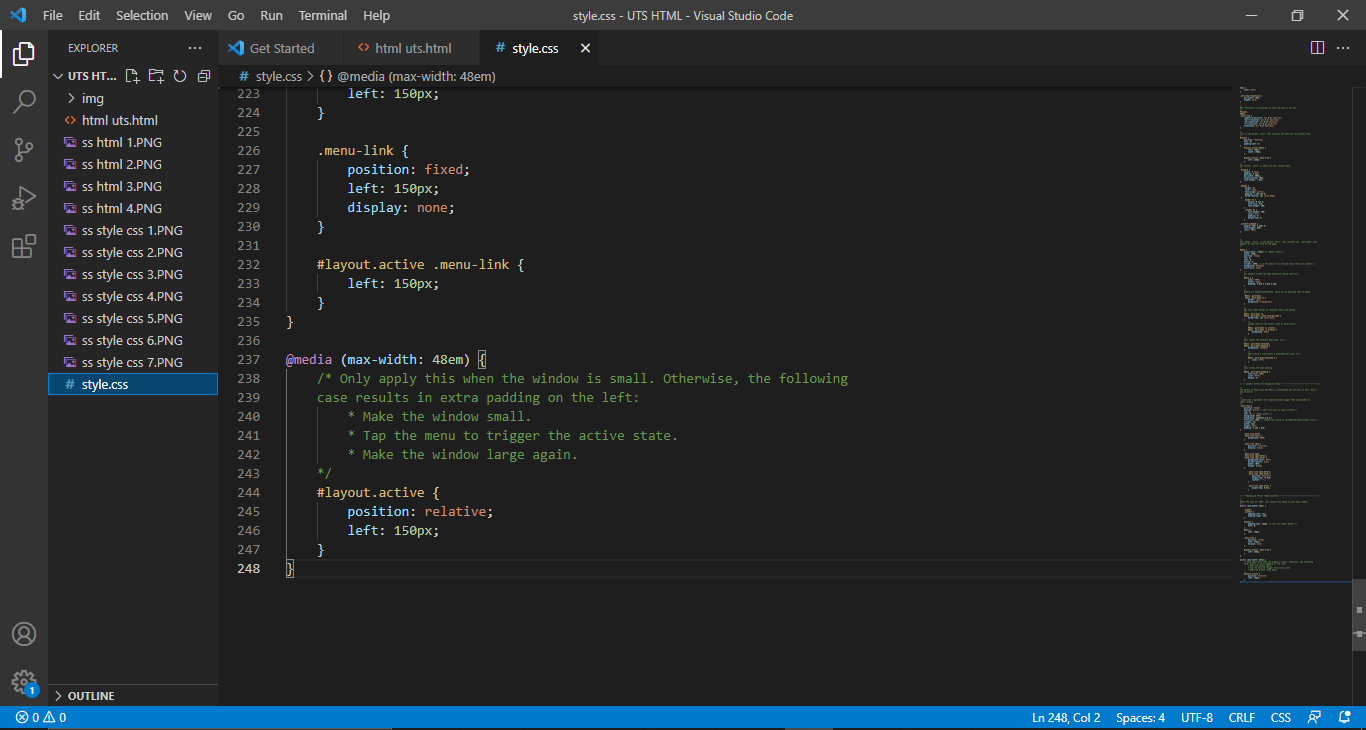 File Edit Selection View Go Run Terminal Help
style.css - UTS HTML - Visual Studio Code
EXPLORER
Get Started
html uts.html
# style.css
UTS HT...
# style.css > { } @media (max-width: 48em)
img
html uts.html
ss html 1.PNG
ss html 2.PNG
ss html 3.PNG
ss html 4.PNG
ss style css 1.PNG
ss style css 2.PNG
ss style css 3.PNG
ss style css 4.PNG
ss style css 5.PNG
ss style css 6.PNG
ss style css 7.PNG
# style.css
OUTLINE
223 left: 150px;
224 }
225
226 .menu-link {
227 position: fixed;
228 left: 150px;
229 display: none;
230 }
231
232 #layout.active .menu-link {
233 left: 150px;
234 }
235 }
236
237 @media (max-width: 48em) {
238 /* Only apply this when the window is small. Otherwise, the following
239 case results in extra padding on the left:
240 * Make the window small.
241 * Tap the menu to trigger the active state.
242 * Make the window large again.
243 */
244 #layout.active {
245 position: relative;
246 left: 150px;
247 }
248 }
1
0 0
Ln 248, Col 2 Spaces: 4 UTF-8 CRLF CSS